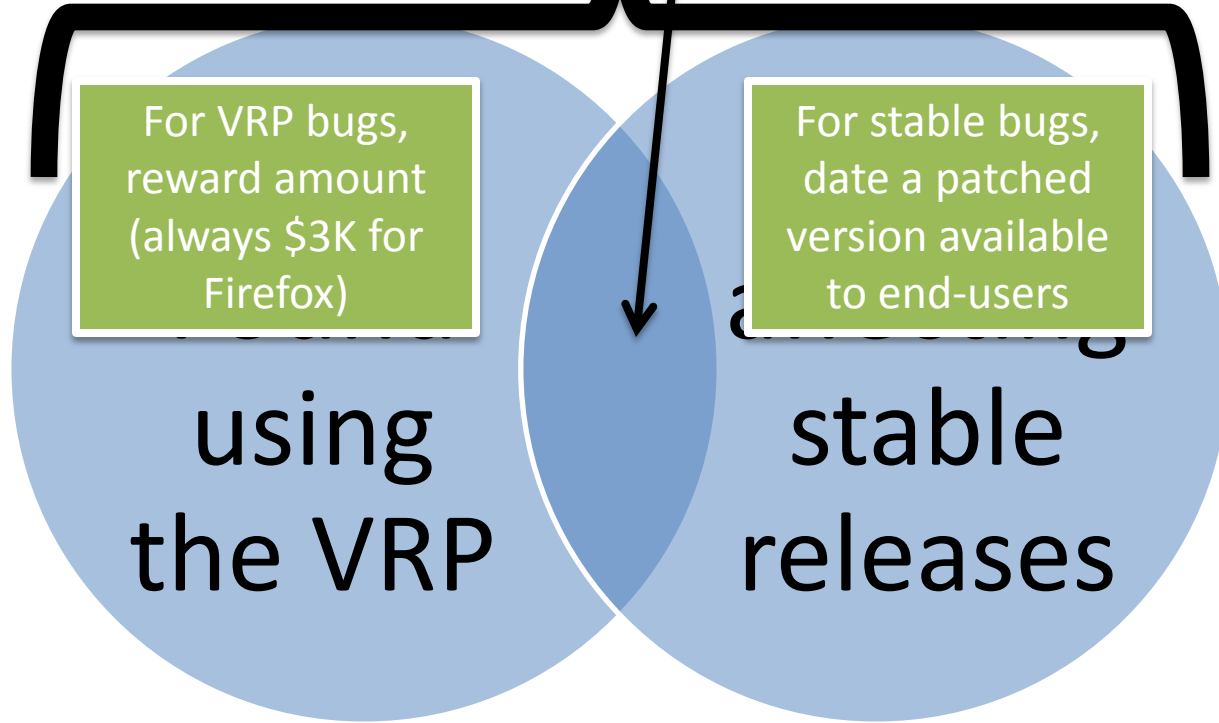 For VRP bugs,
reward amount
(always $3K for
Firefox)
using
the VRP
For stable bugs,
date a patched
version available
to end-users
affecting
stable
releases